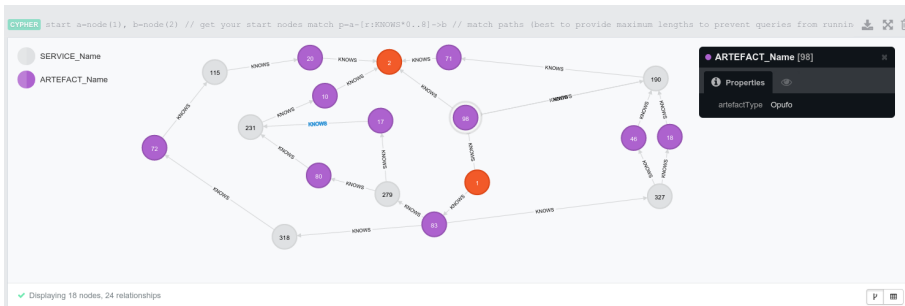 CYPHER start a=node(1), b=node(2) // get your start nodes match p=a-[r:KNOWS*0..8]->b // match paths (best to provide maximum lengths to prevent queries from runnin
SERVICE_Name
ARTEFACT_Name
ARTEFACT_Name [98]
Properties
artefactType Opufo
20 KNOWS 2 KNOWS 71
115 KNOWS
KNOWS 190
10 KNOWS
KNOWS
KNOWS
231 KNOWS 17 98
KNOWS
46 19
72
KNOWS
KNOWS
80 KNOWS 279 1
KNOWS KNOWS
327
KNOWS
KNOWS
318 KNOWS 83 KNOWS
Displaying 18 nodes, 24 relationships